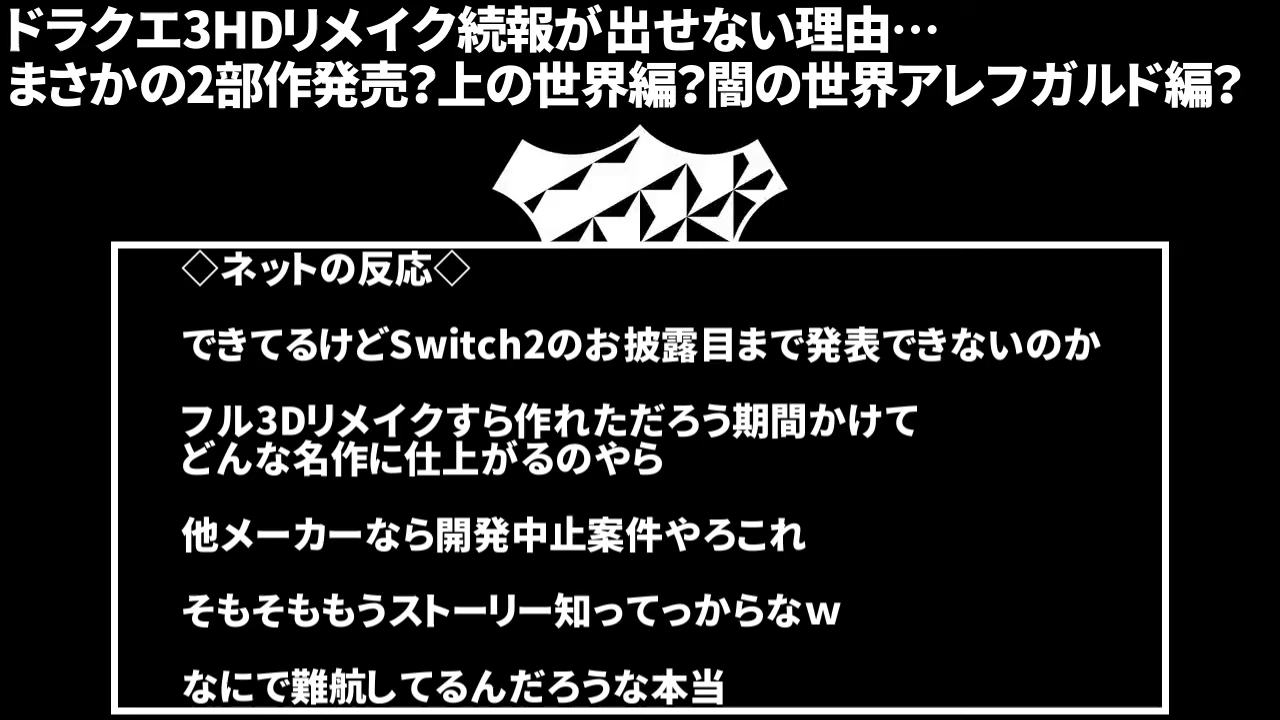 ドラクエ3HDリメイク続報が出せない理由…
まさかの2部作発売？上の世界編？闇の世界アレフガルド編？
◇ネットの反応◇
できてるけどSwitch2のお披露目まで発表できないのか
フル3Dリメイクすら作れただろう期間かけて
どんな名作に仕上がるのやら
他メーカーなら開発中止案件やろこれ
そもそももうストーリー知ってっからなｗ
なにで難航してるんだろうな本当